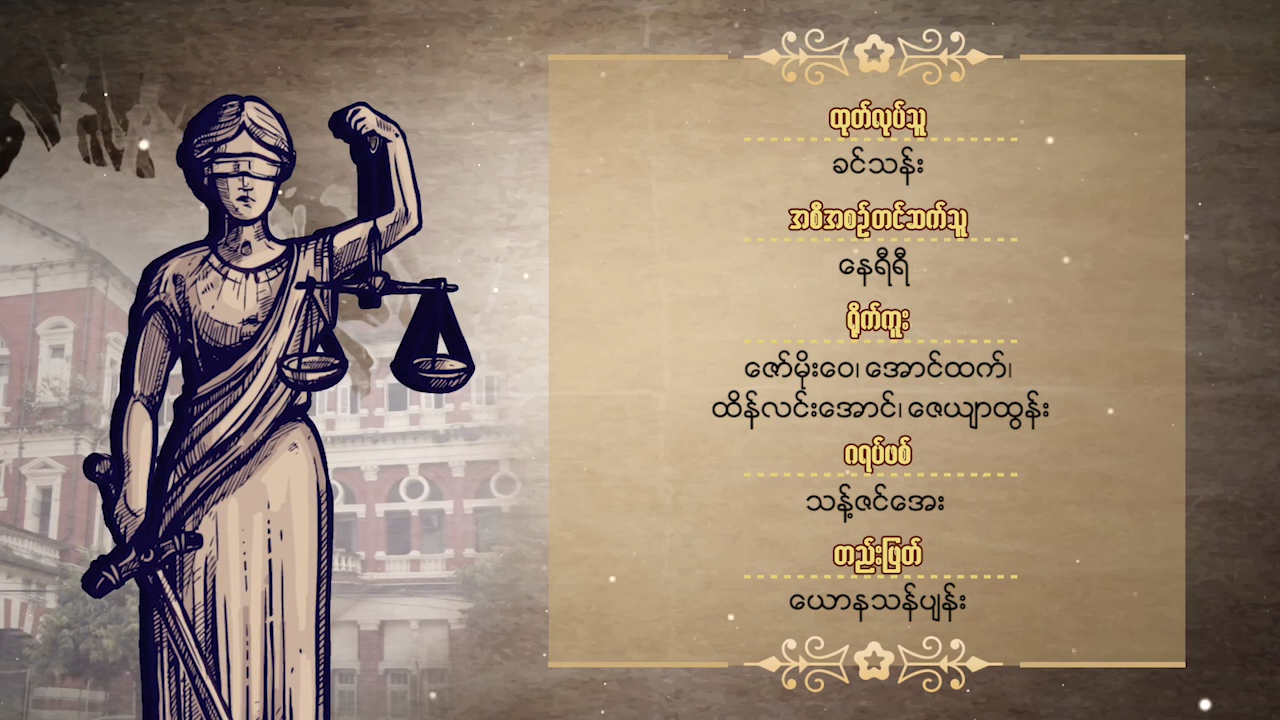 ထုတ်လုပ်သူ
ခင်သန်း
အစီအစဉ်တင်ဆက်သူ
နေရီရီ
ရိုက်ကူး
ဇော်မိုးဝေ၊ အောင်ထက်၊
ထိန်လင်းအောင်၊ ဇေယျာထွန်း
ဂရပ်ဖစ်
သန့်ဇင်အေး
တည်းဖြတ်
ယောနသန်ပျန်း